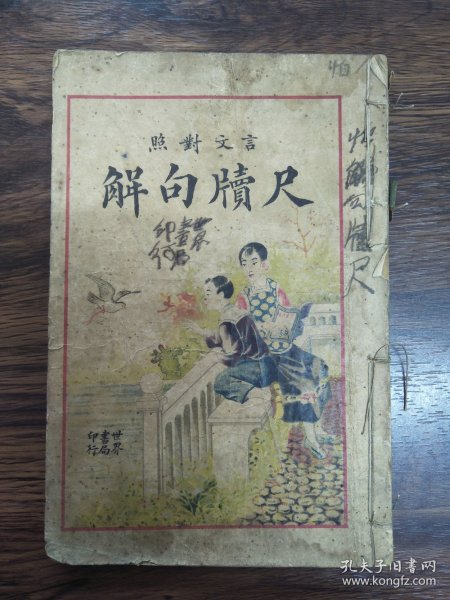 怕
言文對照
尺牘句解
世界
書局
印行
世界
書局
印行
孔夫子旧书网
www.kongfz.com